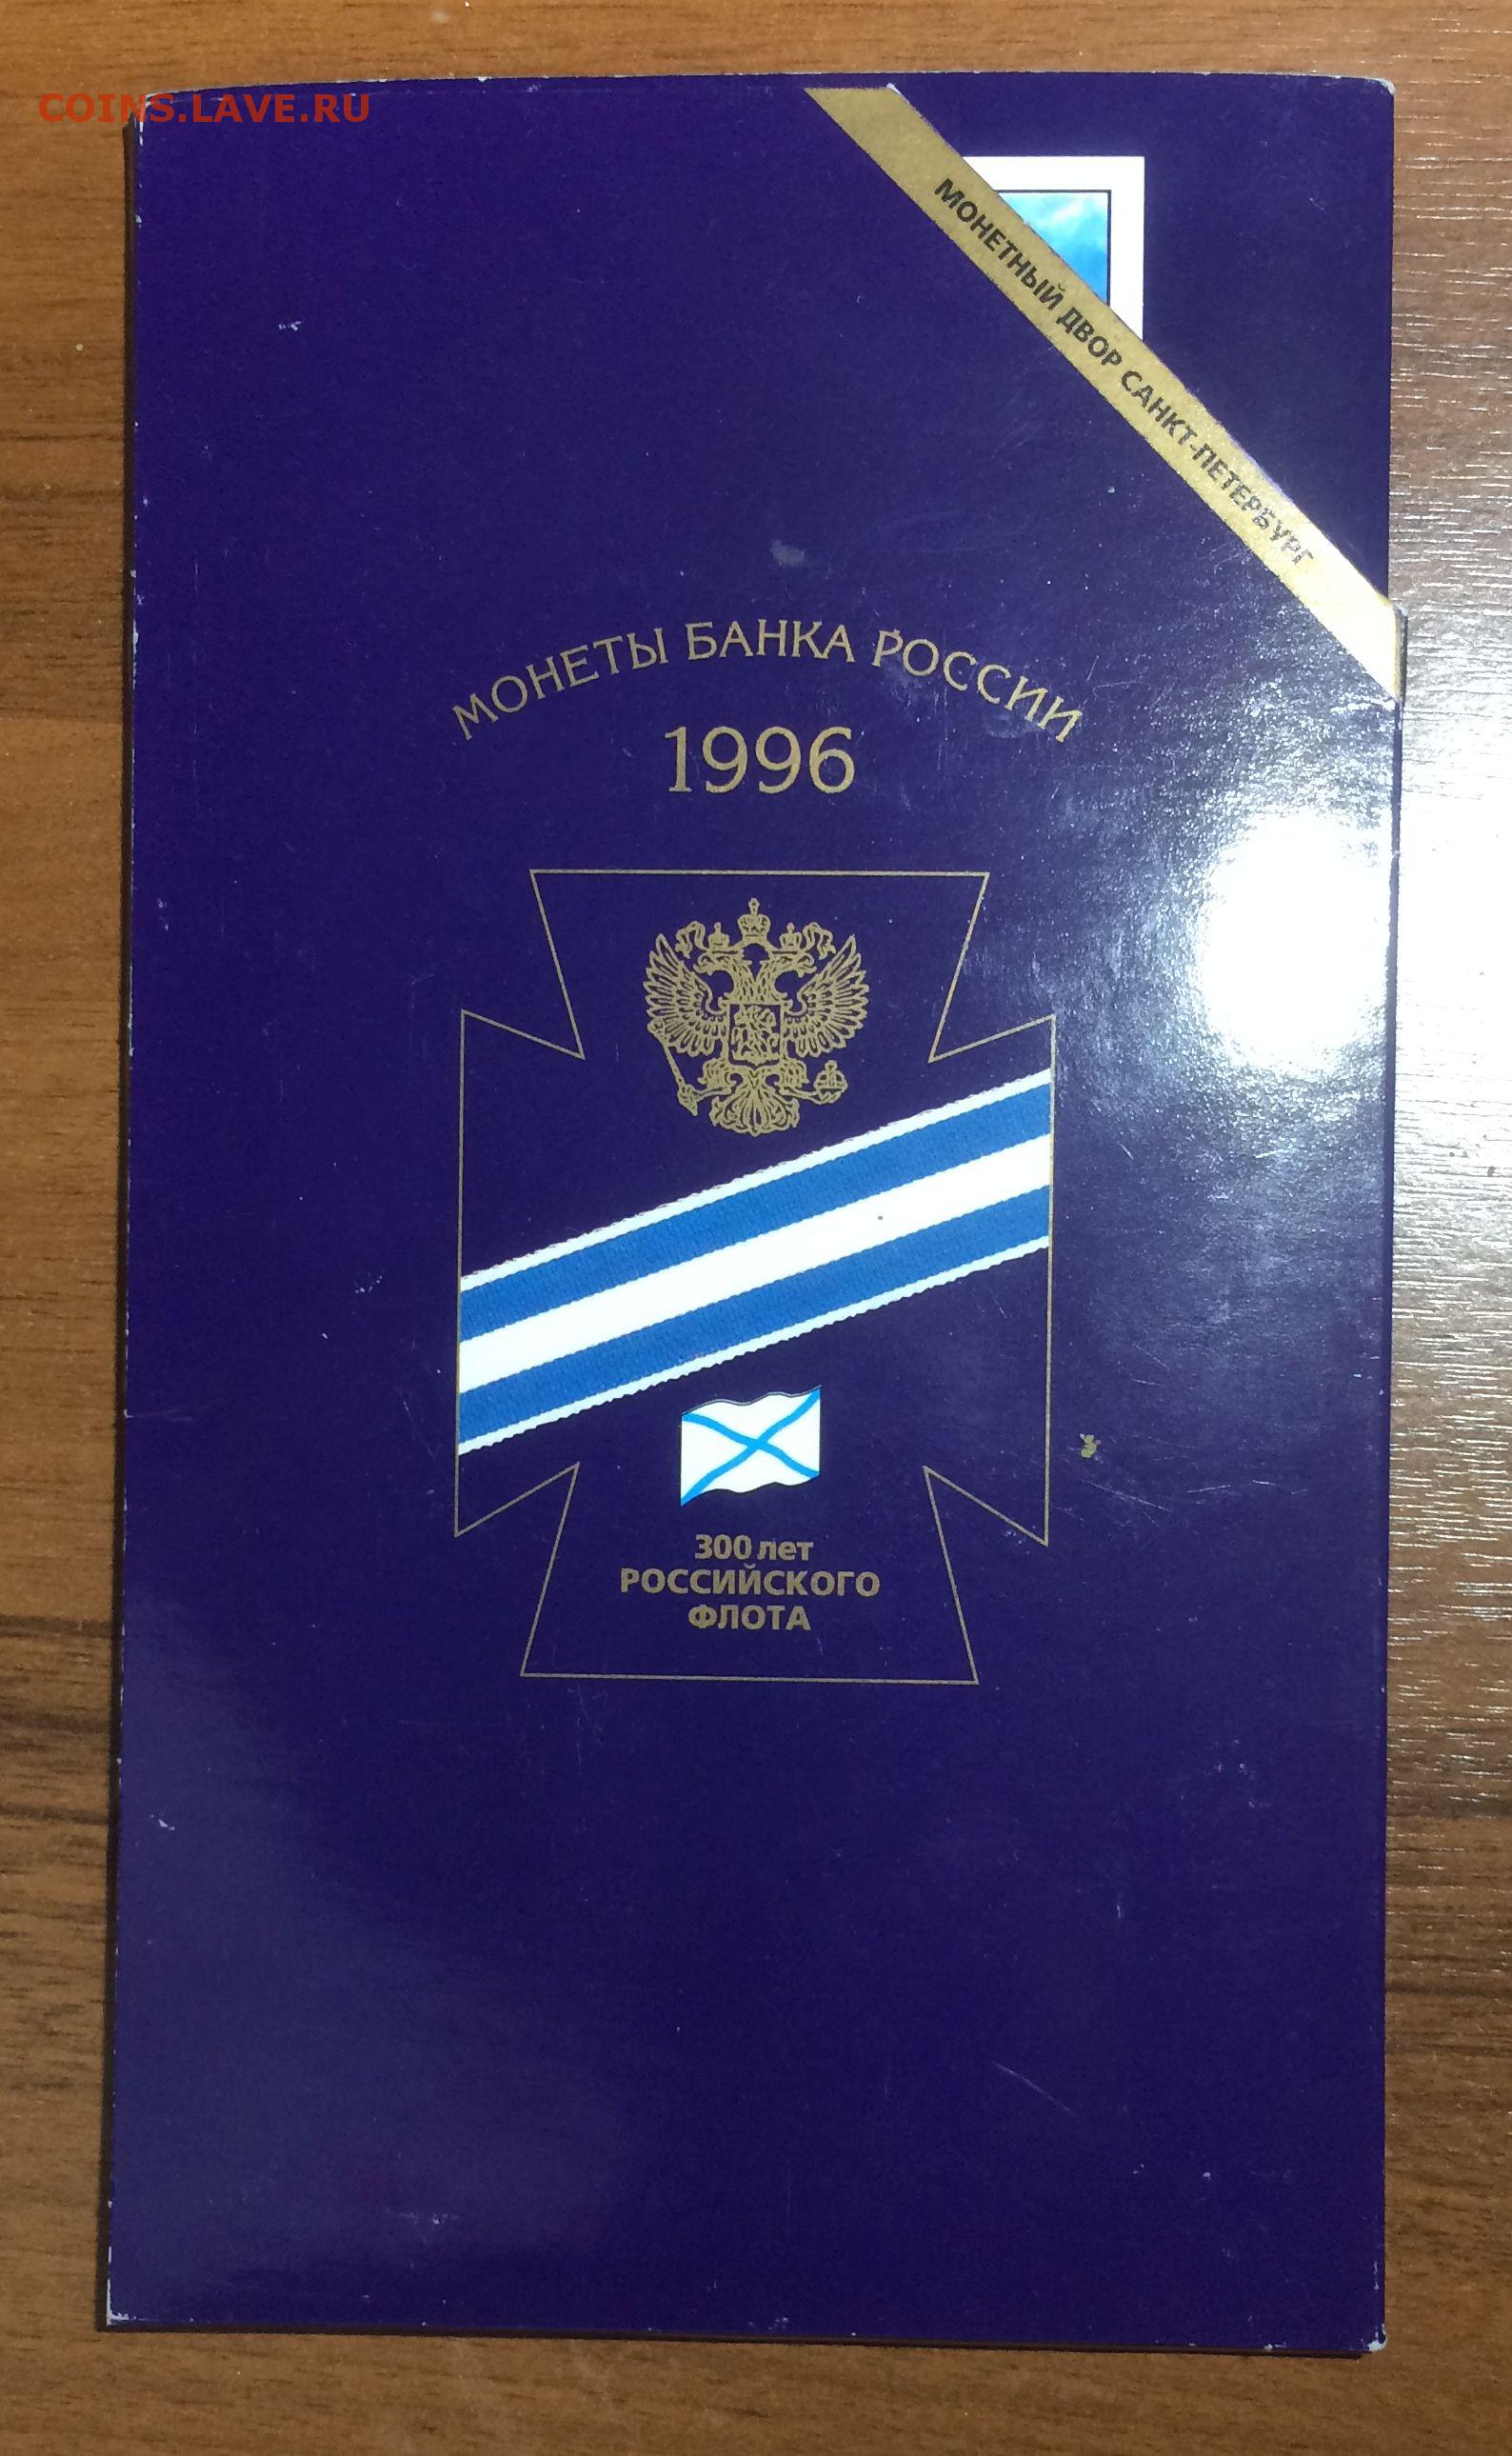 COINS.LAVE.RU
МОНЕТНЫЙ ДВОР САНКТ-ПЕТЕРБУРГ
МОНЕТЫ БАНКА РОССИИ
1996
300 лет
РОССИЙСКОГО
ФЛОТА